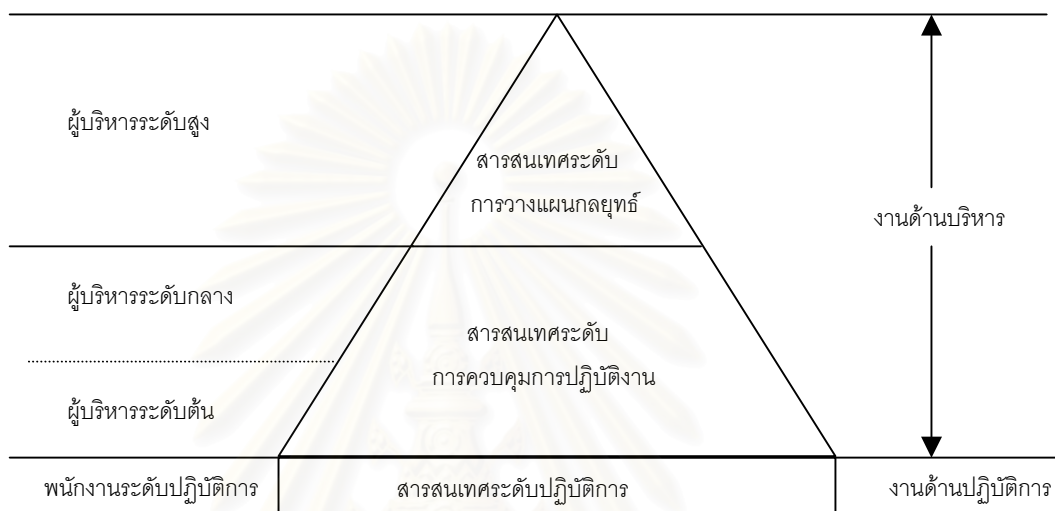 ผู้บริหารระดับสูง
สารสนเทศระดับ
การวางแผนกลยุทธ์
งานด้านบริหาร
ผู้บริหารระดับกลาง
สารสนเทศระดับ
การควบคุมการปฏิบัติงาน
ผู้บริหารระดับต้น
พนักงานระดับปฏิบัติการ
สารสนเทศระดับปฏิบัติการ
งานด้านปฏิบัติการ